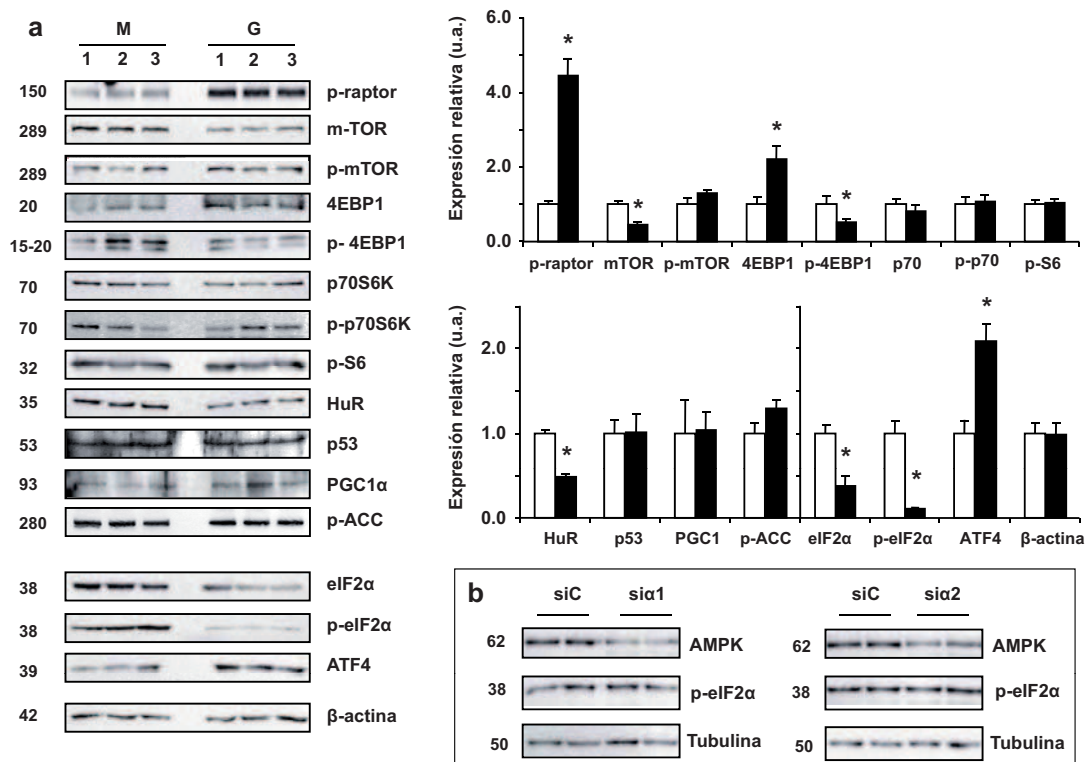 a
M G
1 2 3 1 2 3
150 p-raptor
289 m-TOR
289 p-mTOR
20 4EBP1
15-20 p- 4EBP1
70 p70S6K
70 p-p70S6K
32 p-S6
35 HuR
53 p53
93 PGC1α
280 p-ACC
38 eIF2α
38 p-eIF2α
39 ATF4
42 β-actina
Expresión relativa (u.a.)
6.0
4.0
2.0
0.0
* * * *
p-raptor mTOR p-mTOR 4EBP1 p-4EBP1 p70 p-p70 p-S6
Expresión relativa (u.a.)
2.0
1.0
0.0
* * * *
HuR p53 PGC1 p-ACC eIF2α p-eIF2α ATF4 β-actina
b
siC siα1
62 AMPK
38 p-eIF2α
50 Tubulina
siC siα2
62 AMPK
38 p-eIF2α
50 Tubulina